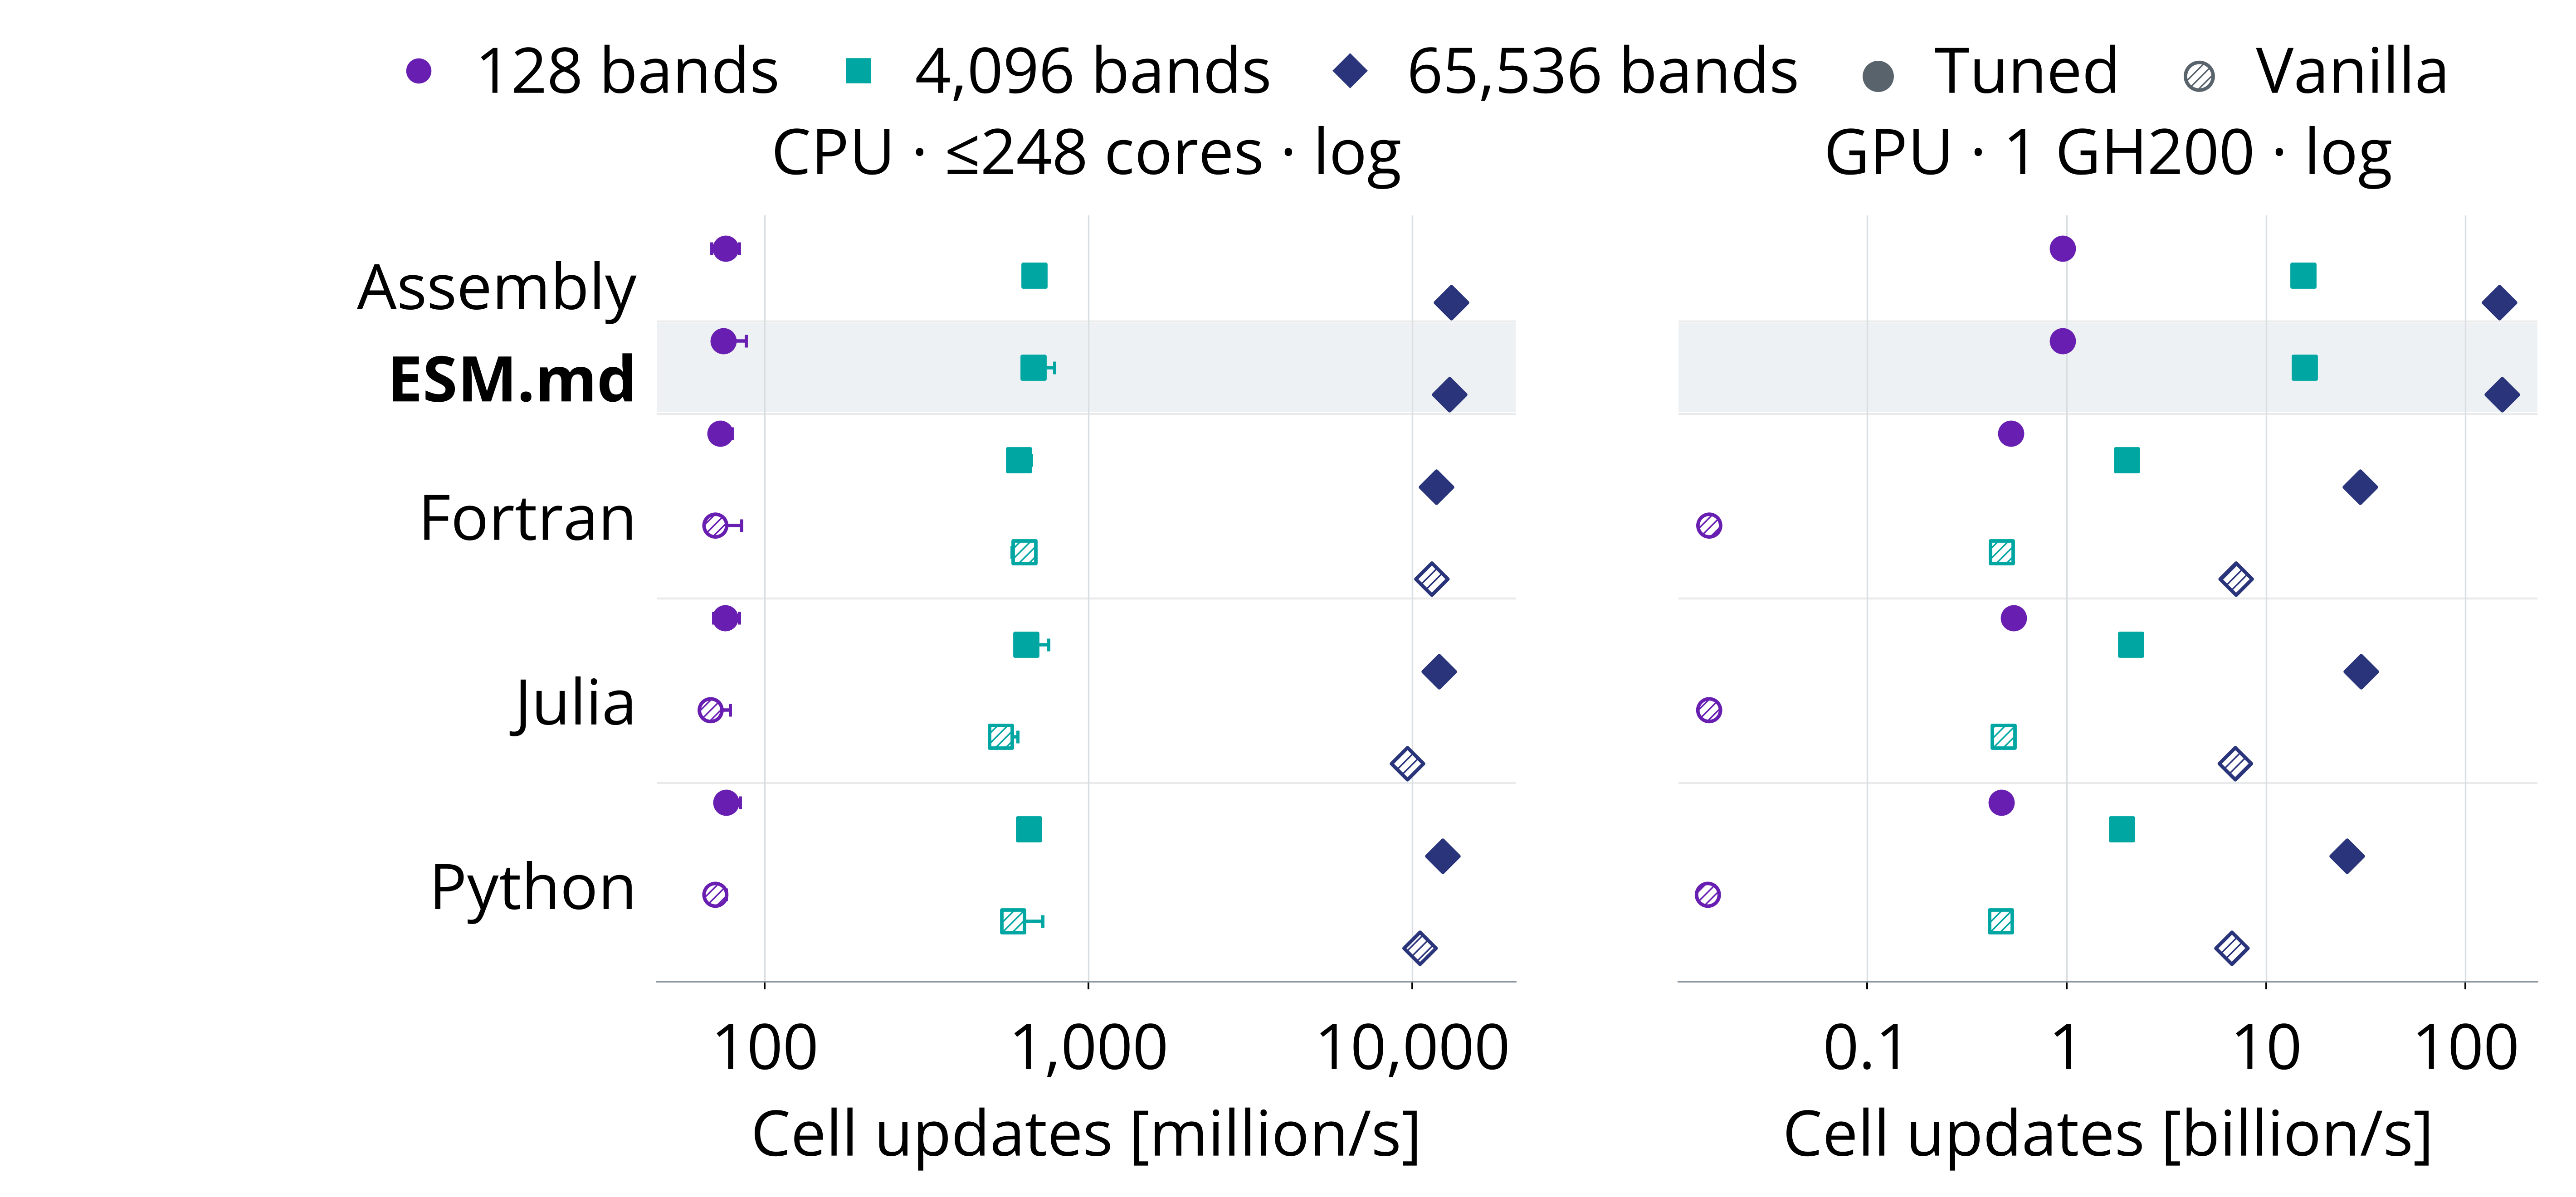 128 bands 4,096 bands 65,536 bands Tuned Vanilla
CPU · ≤248 cores · log
GPU · 1 GH200 · log
Assembly
ESM.md
Fortran
Julia
Python
100 1,000 10,000
0.1 1 10 100
Cell updates [million/s]
Cell updates [billion/s]